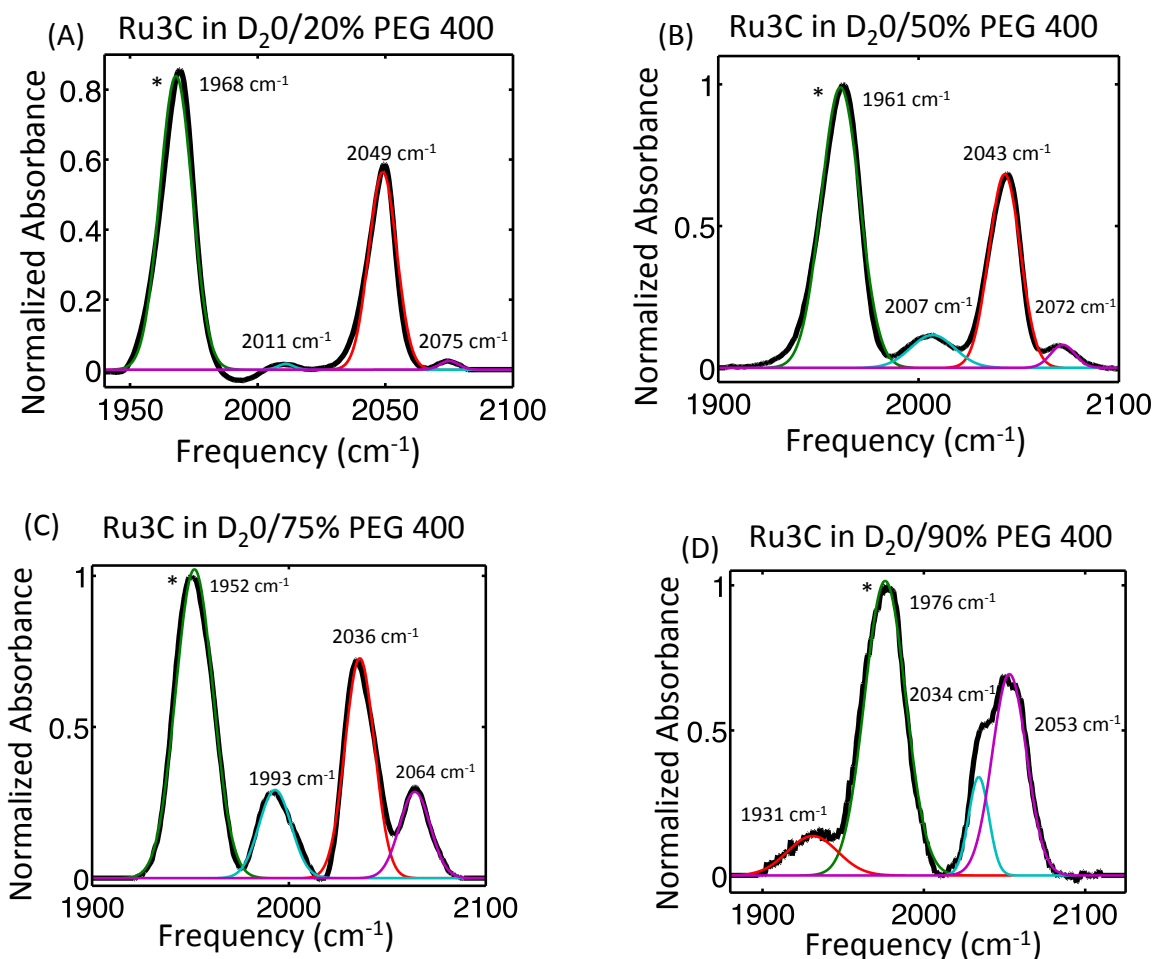 (A) Ru3C in D₂0/20% PEG 400
Normalized Absorbance
0.8
0.6
0.4
0.2
0
*
1968 cm⁻¹
2011 cm⁻¹
2049 cm⁻¹
2075 cm⁻¹
1950 2000 2050 2100
Frequency (cm⁻¹)
(B) Ru3C in D₂0/50% PEG 400
Normalized Absorbance
1
0.5
0
*
1961 cm⁻¹
2007 cm⁻¹
2043 cm⁻¹
2072 cm⁻¹
1900 2000 2100
Frequency (cm⁻¹)
(C) Ru3C in D₂0/75% PEG 400
Normalized Absorbance
1
0.5
0
*
1952 cm⁻¹
1993 cm⁻¹
2036 cm⁻¹
2064 cm⁻¹
1900 2000 2100
Frequency (cm⁻¹)
(D) Ru3C in D₂0/90% PEG 400
Normalized Absorbance
1
0.5
0
1931 cm⁻¹
*
1976 cm⁻¹
2034 cm⁻¹
2053 cm⁻¹
1900 2000 2100
Frequency (cm⁻¹)